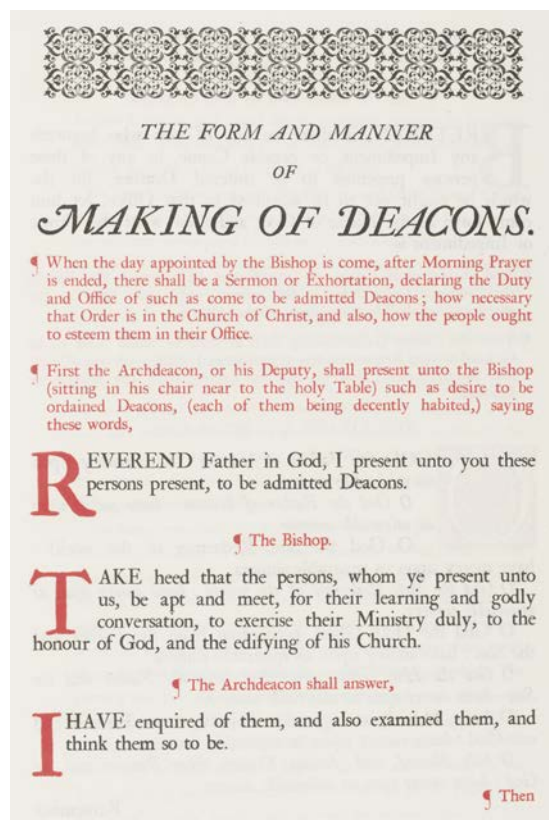 THE FORM AND MANNER
OF
MAKING OF DEACONS.
¶ When the day appointed by the Bishop is come, after Morning Prayer
is ended, there shall be a Sermon or Exhortation, declaring the Duty
and Office of such as come to be admitted Deacons; how necessary
that Order is in the Church of Christ, and also, how the people ought
to esteem them in their Office.
¶ First the Archdeacon, or his Deputy, shall present unto the Bishop
(sitting in his chair near to the holy Table) such as desire to be
ordained Deacons, (each of them being decently habited,) saying
these words,
REVEREND Father in God, I present unto you these
persons present, to be admitted Deacons.
¶ The Bishop.
TAKE heed that the persons, whom ye present unto
us, be apt and meet, for their learning and godly
conversation, to exercise their Ministry duly, to the
honour of God, and the edifying of his Church.
¶ The Archdeacon shall answer,
I HAVE enquired of them, and also examined them, and
think them so to be.
¶ Then